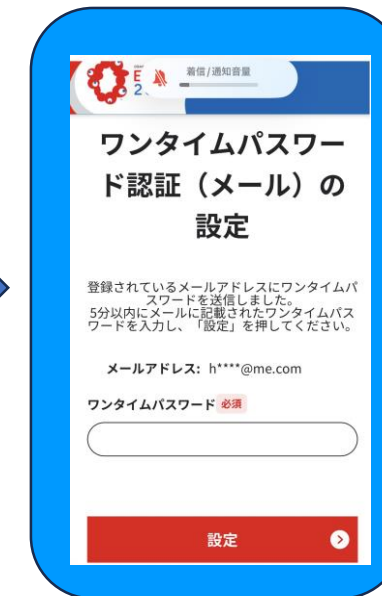 E
2
着信/通知音量
ワンタイムパスワー
ド認証（メール）の
設定
登録されているメールアドレスにワンタイムパ
スワードを送信しました。
5分以内にメールに記載されたワンタイムパス
ワードを入力し、「設定」を押してください。
メールアドレス: h****@me.com
ワンタイムパスワード 必須
設定